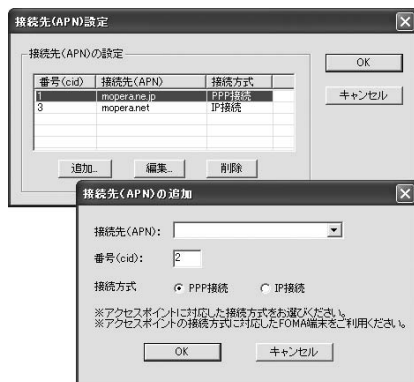 接続先(APN)設定
接続先(APN)の設定
番号(cid) 接続先(APN) 接続方式
1 mopera.ne.jp PPP接続
3 mopera.net IP接続
追加... 編集... 削除
OK
キャンセル
接続先(APN)の追加
接続先(APN):
番号(cid): 2
接続方式 PPP接続 IP接続
※アクセスポイントに対応した接続方式をお選びください。
※アクセスポイントの接続方式に対応したFOMA端末をご利用ください。
OK キャンセル